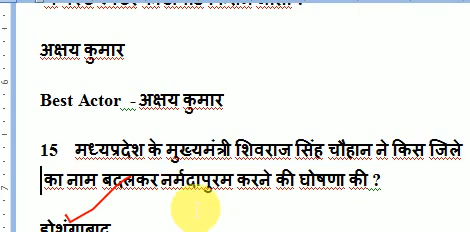 अक्षय कुमार
Best Actor - अक्षय कुमार
15 मध्यप्रदेश के मुख्यमंत्री शिवराज सिंह चौहान ने किस जिले
का नाम बदलकर नर्मदापुरम करने की घोषणा की ?
होशंगाबाद